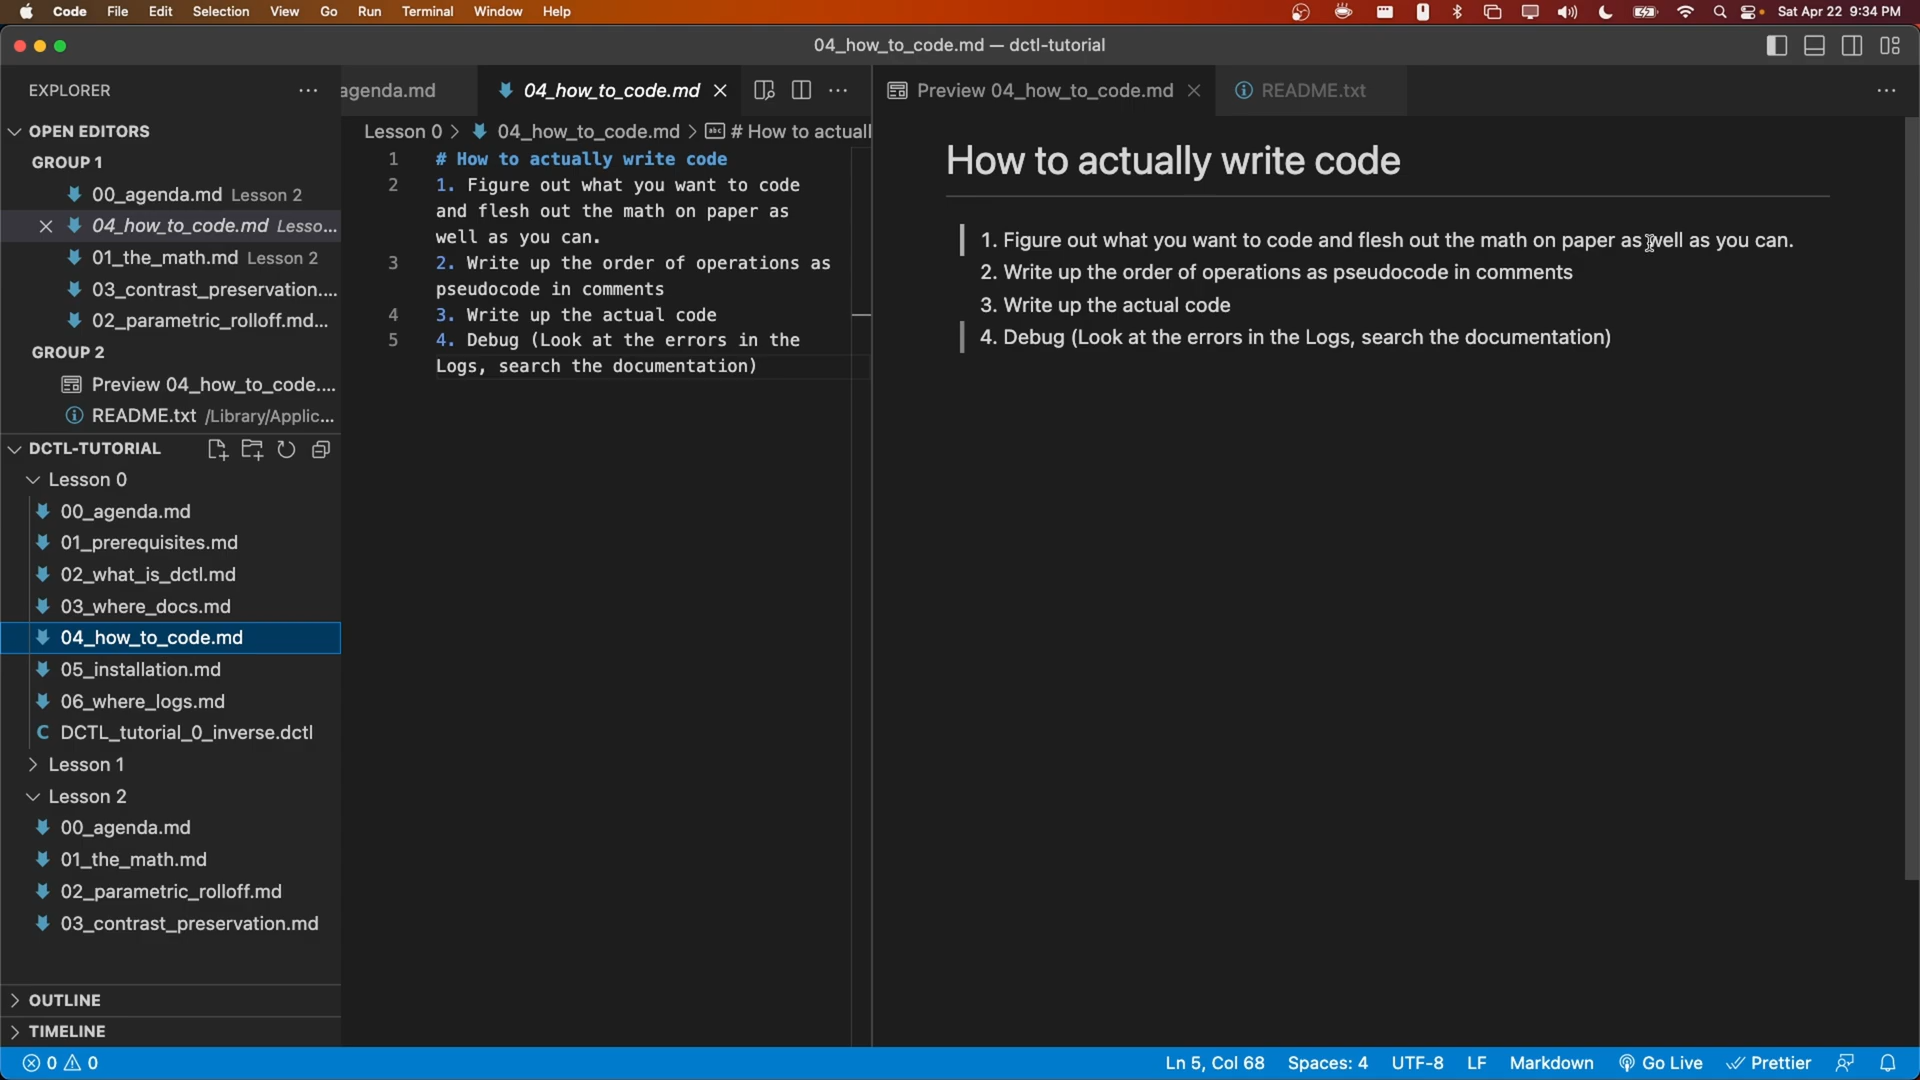 Code File Edit Selection View Go Run Terminal Window Help Sat Apr 22 9:34 PM
04_how_to_code.md — dctl-tutorial
EXPLORER
agenda.md
04_how_to_code.md
Preview 04_how_to_code.md
README.txt
OPEN EDITORS
GROUP 1
00_agenda.md Lesson 2
04_how_to_code.md Lesso...
01_the_math.md Lesson 2
03_contrast_preservation....
02_parametric_rolloff.md...
GROUP 2
Preview 04_how_to_code....
README.txt /Library/Applic...
DCTL-TUTORIAL
Lesson 0
00_agenda.md
01_prerequisites.md
02_what_is_dctl.md
03_where_docs.md
04_how_to_code.md
05_installation.md
06_where_logs.md
C DCTL_tutorial_0_inverse.dctl
Lesson 1
Lesson 2
00_agenda.md
01_the_math.md
02_parametric_rolloff.md
03_contrast_preservation.md
OUTLINE
TIMELINE
Lesson 0 > 04_how_to_code.md > abc # How to actuall
1 # How to actually write code
2 1. Figure out what you want to code
and flesh out the math on paper as
well as you can.
3 2. Write up the order of operations as
pseudocode in comments
4 3. Write up the actual code
5 4. Debug (Look at the errors in the
Logs, search the documentation)
How to actually write code
1. Figure out what you want to code and flesh out the math on paper as well as you can.
2. Write up the order of operations as pseudocode in comments
3. Write up the actual code
4. Debug (Look at the errors in the Logs, search the documentation)
0 0 Ln 5, Col 68 Spaces: 4 UTF-8 LF Markdown Go Live Prettier